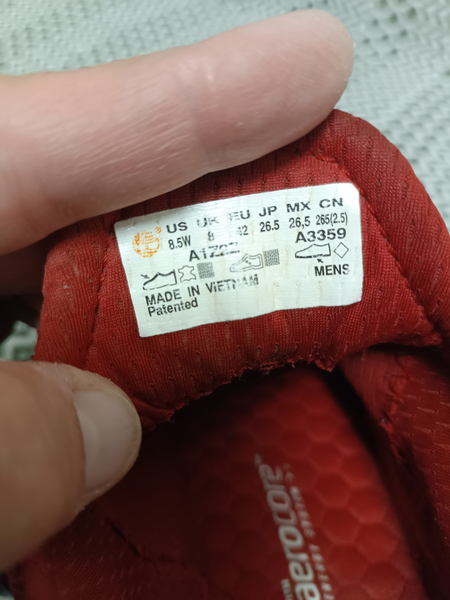 US UK EU JP MX CN
8.5W 8 42 26.5 26,5 265(2.5)
A3359
MENS
MADE IN VIETNAM
Patented
aerocore